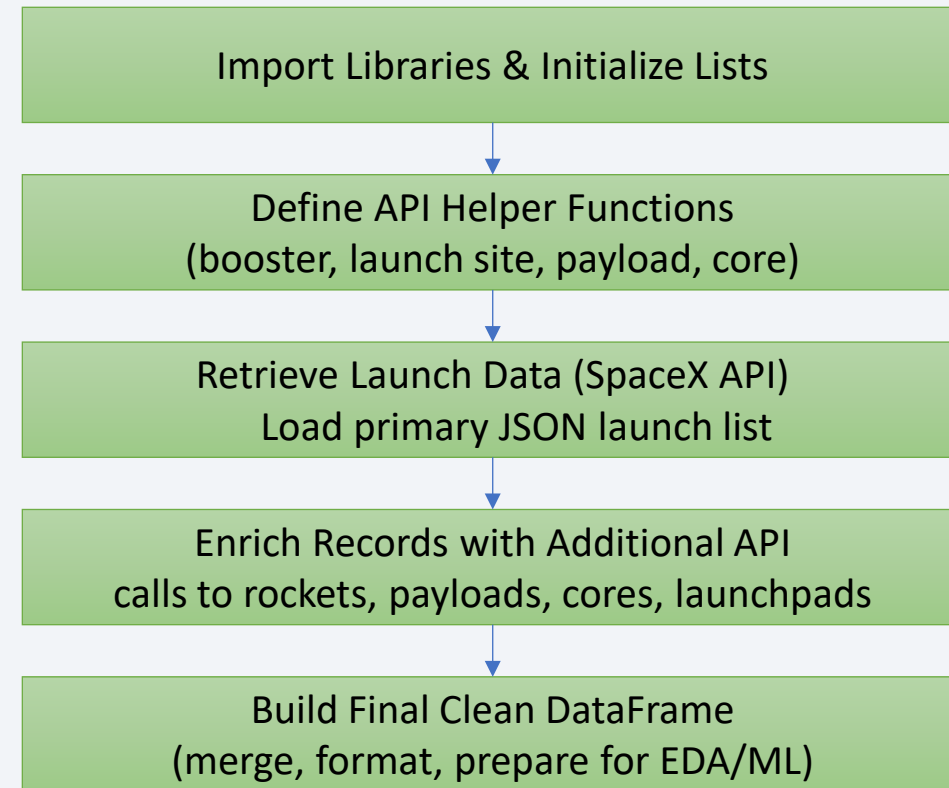 Import Libraries & Initialize Lists
Define API Helper Functions
(booster, launch site, payload, core)
Retrieve Launch Data (SpaceX API)
Load primary JSON launch list
Enrich Records with Additional API
calls to rockets, payloads, cores, launchpads
Build Final Clean DataFrame
(merge, format, prepare for EDA/ML)